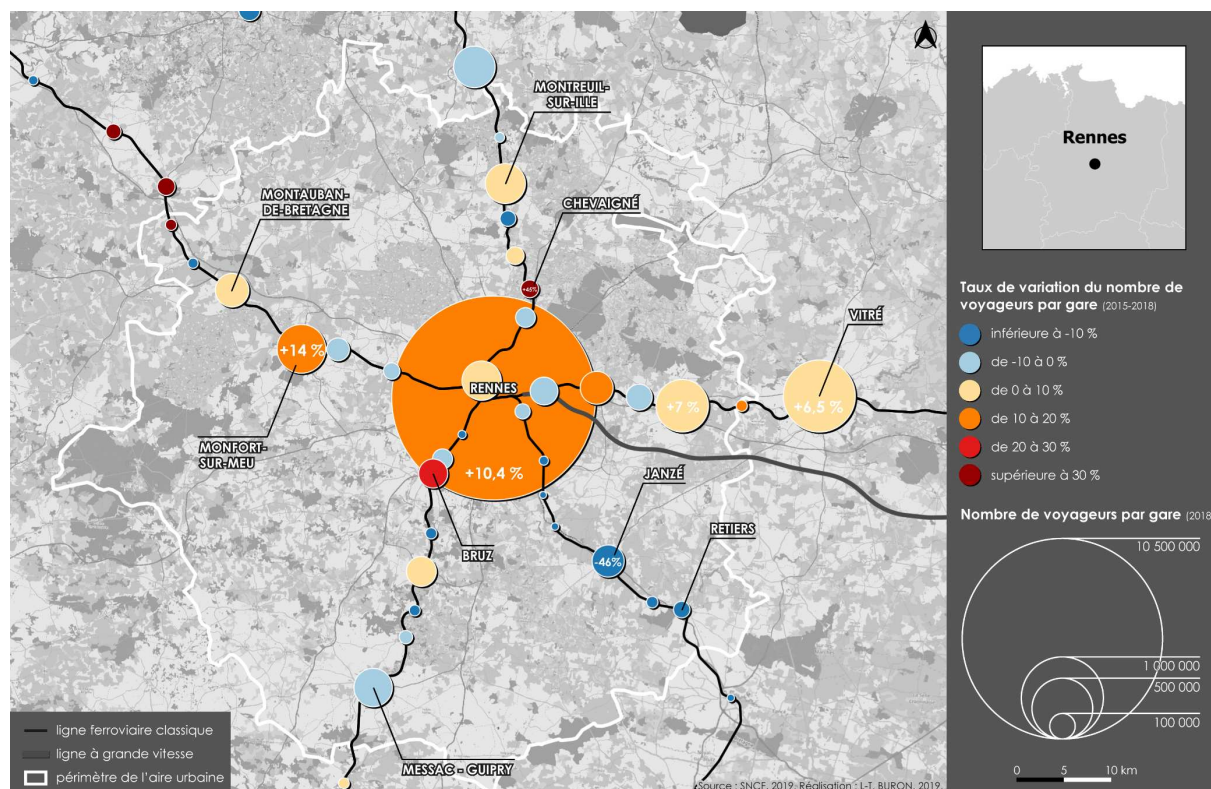 MONTREUIL-
SUR-ILLE
CHEVAIGNÉ
MONTAUBAN-
DE-BRETAGNE
+45%
VITRÉ
+14 %
RENNES
+7 %
+6,5 %
MONFORT-
SUR-MEU
+10,4 %
JANZÉ
BRUZ
-46%
RETIERS
MESSAC - GUIPRY
ligne ferroviaire classique
ligne à grande vitesse
périmètre de l'aire urbaine
Source : SNCF, 2019. Réalisation : L-T. BURON, 2019.
Rennes
Taux de variation du nombre de
voyageurs par gare (2015-2018)
inférieure à -10 %
de -10 à 0 %
de 0 à 10 %
de 10 à 20 %
de 20 à 30 %
supérieure à 30 %
Nombre de voyageurs par gare (2018
10 500 000
1 000 000
500 000
100 000
0 5 10 km